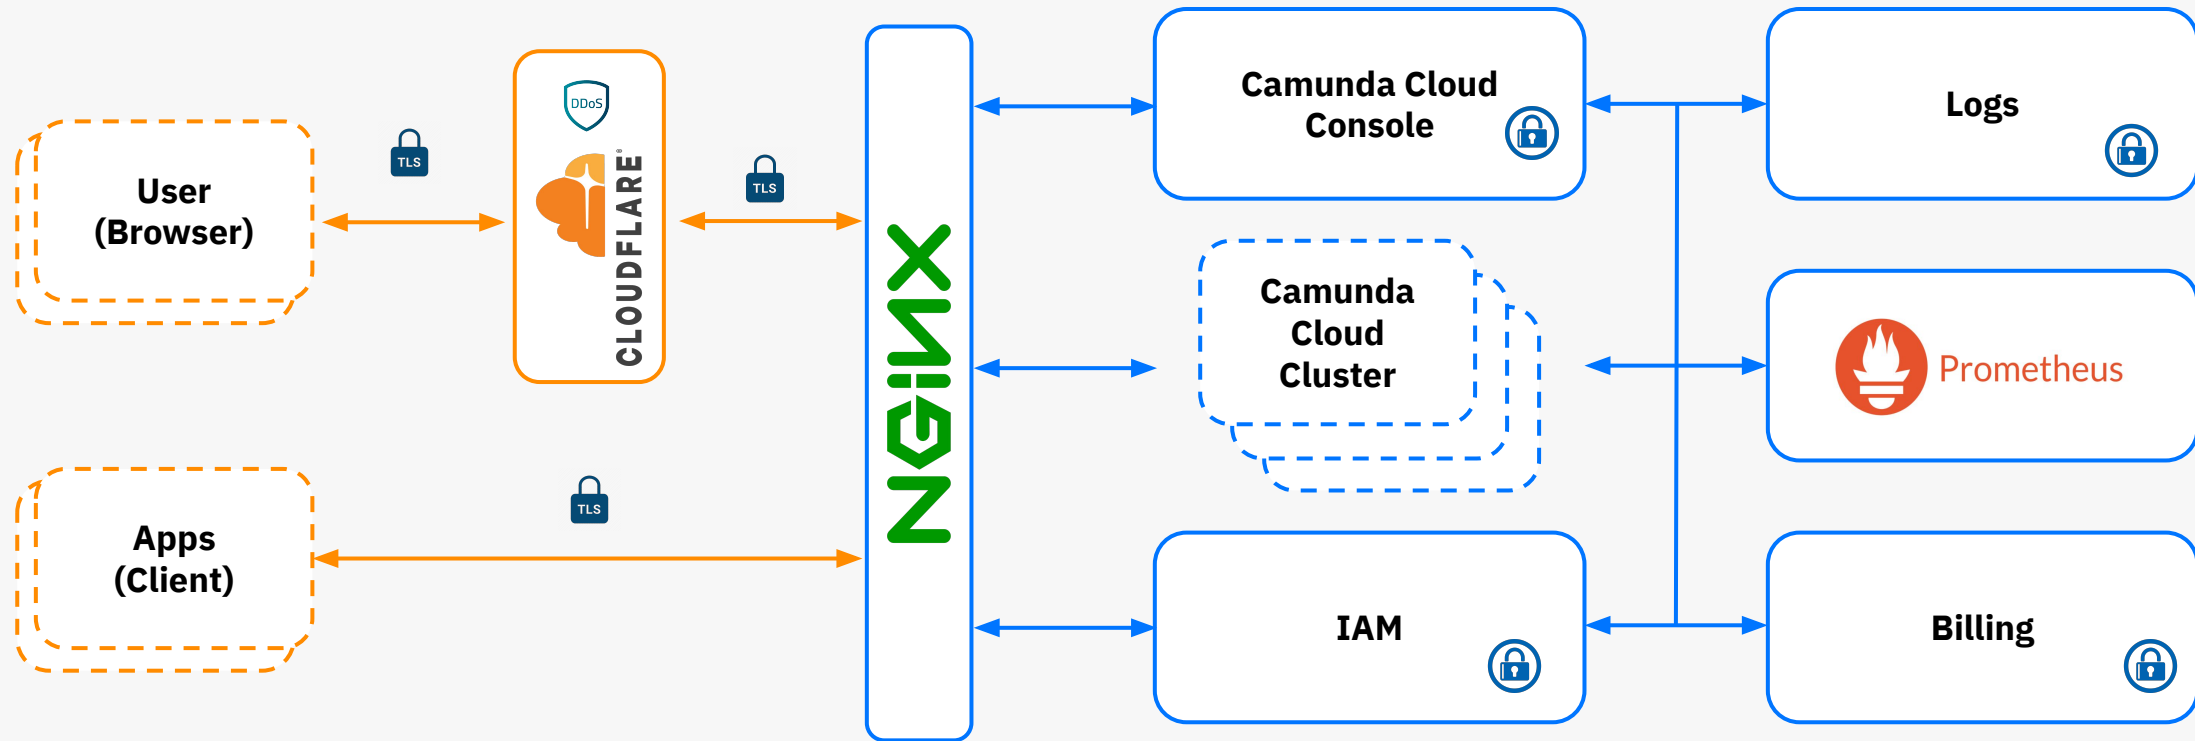 User
(Browser)
TLS
DDoS
CLOUDFLARE®
TLS
Apps
(Client)
TLS
NGiNX
Camunda Cloud
Console
Camunda
Cloud
Cluster
IAM
Logs
Prometheus
Billing